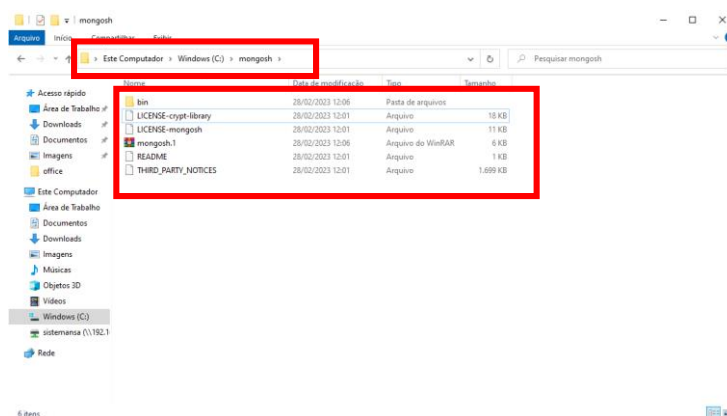 mongosh
Arquivo Início Compartilhar Exibir
Este Computador > Windows (C:) > mongosh >
Pesquisar mongosh
Nome Data de modificação Tipo Tamanho
Acesso rápido
Área de Trabalho
Downloads
Documentos
Imagens
office
Este Computador
Área de Trabalho
Documentos
Downloads
Imagens
Músicas
Objetos 3D
Vídeos
Windows (C:)
sistemansa (\\192.1
Rede
bin 28/02/2023 12:06 Pasta de arquivos
LICENSE-crypt-library 28/02/2023 12:01 Arquivo 18 KB
LICENSE-mongosh 28/02/2023 12:01 Arquivo 11 KB
mongosh.1 28/02/2023 12:06 Arquivo do WinRAR 6 KB
README 28/02/2023 12:01 Arquivo 1 KB
THIRD_PARTY_NOTICES 28/02/2023 12:01 Arquivo 1.699 KB
6 itens